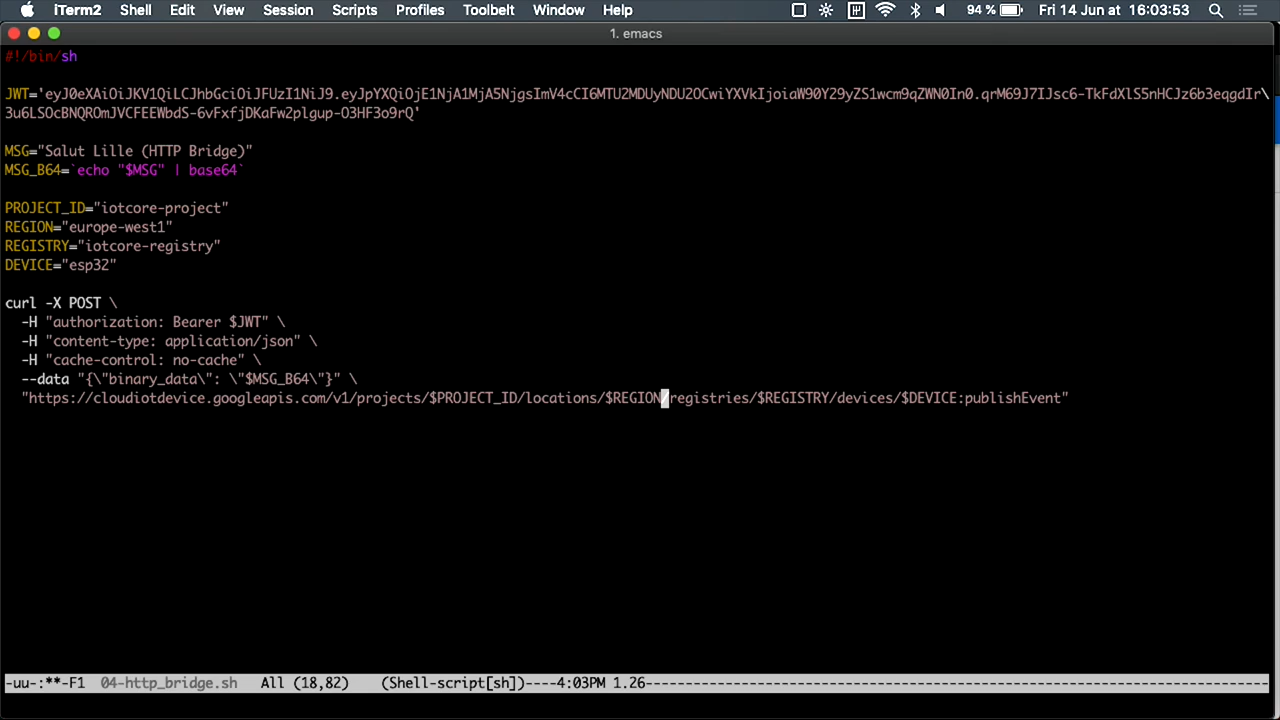 iTerm2 Shell Edit View Session Scripts Profiles Toolbelt Window Help 94 % Fri 14 Jun at 16:03:53
1. emacs
#!/bin/sh
JWT='eyJ0eXAiOiJKV1QiLCJhbGciOiJFUzI1NiJ9.eyJpYXQiOjE1NjA1MjA5NjgsImV4cCI6MTU2MDUyNDU2OCwiYXVkIjoiaW90Y29yZS1wcm9qZWN0In0.qrM69J7IJsc6-TkFdXlS5nHCJz6b3eqgdIr\
3u6LSOcBNQROmJVCFEEWbdS-6vFxfjDKaFw2plgup-O3HF3o9rQ'
MSG="Salut Lille (HTTP Bridge)"
MSG_B64=`echo "$MSG" | base64`
PROJECT_ID="iotcore-project"
REGION="europe-west1"
REGISTRY="iotcore-registry"
DEVICE="esp32"
curl -X POST \
-H "authorization: Bearer $JWT" \
-H "content-type: application/json" \
-H "cache-control: no-cache" \
--data "{\"binary_data\": \"$MSG_B64\"}" \
"https://cloudiotdevice.googleapis.com/v1/projects/$PROJECT_ID/locations/$REGION/registries/$REGISTRY/devices/$DEVICE:publishEvent"
-uu-:**-F1 04-http_bridge.sh All (18,82) (Shell-script[sh])----4:03PM 1.26------------------------------------------------------------------------------